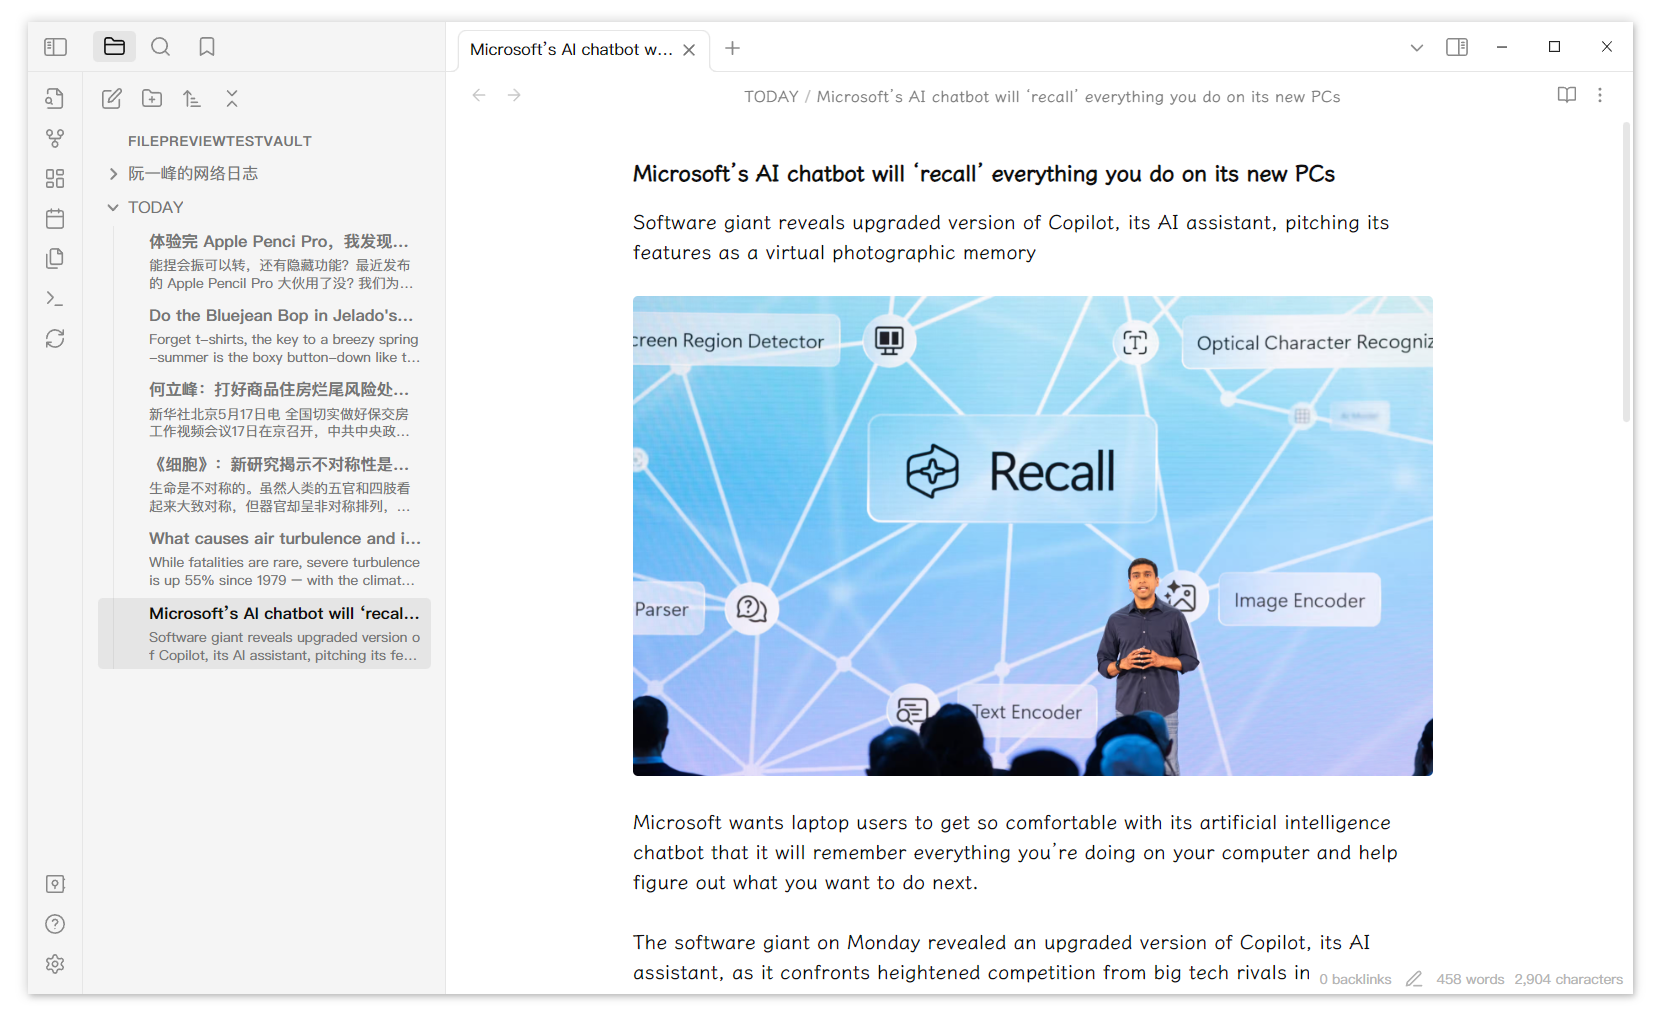 Microsoft's AI chatbot w...
TODAY / Microsoft's AI chatbot will ‘recall’ everything you do on its new PCs
FILEPREVIEWTESTVAULT
阮一峰的网络日志
TODAY
体验完 Apple Penci Pro，我发现...
能捏会振可以转，还有隐藏功能？最近发布
的 Apple Pencil Pro 大伙用了没？我们为...
Do the Bluejean Bop in Jelado's...
Forget t-shirts, the key to a breezy spring
-summer is the boxy button-down like t...
何立峰：打好商品住房烂尾风险处...
新华社北京5月17日电 全国切实做好保交房
工作视频会议17日在京召开，中共中央政...
《细胞》：新研究揭示不对称性是...
生命是不对称的。虽然人类的五官和四肢看
起来大致对称，但器官却呈非对称排列，...
What causes air turbulence and i...
While fatalities are rare, severe turbulence
is up 55% since 1979 — with the climat...
Microsoft's AI chatbot will ‘recal...
Software giant reveals upgraded version o
f Copilot, its AI assistant, pitching its fe...
Microsoft's AI chatbot will ‘recall’ everything you do on its new PCs
Software giant reveals upgraded version of Copilot, its AI assistant, pitching its
features as a virtual photographic memory
creen Region Detector
Optical Character Recogniz
AI Model
Recall
Parser
Image Encoder
Text Encoder
Microsoft wants laptop users to get so comfortable with its artificial intelligence
chatbot that it will remember everything you're doing on your computer and help
figure out what you want to do next.
The software giant on Monday revealed an upgraded version of Copilot, its AI
assistant, as it confronts heightened competition from big tech rivals in
0 backlinks
458 words
2,904 characters